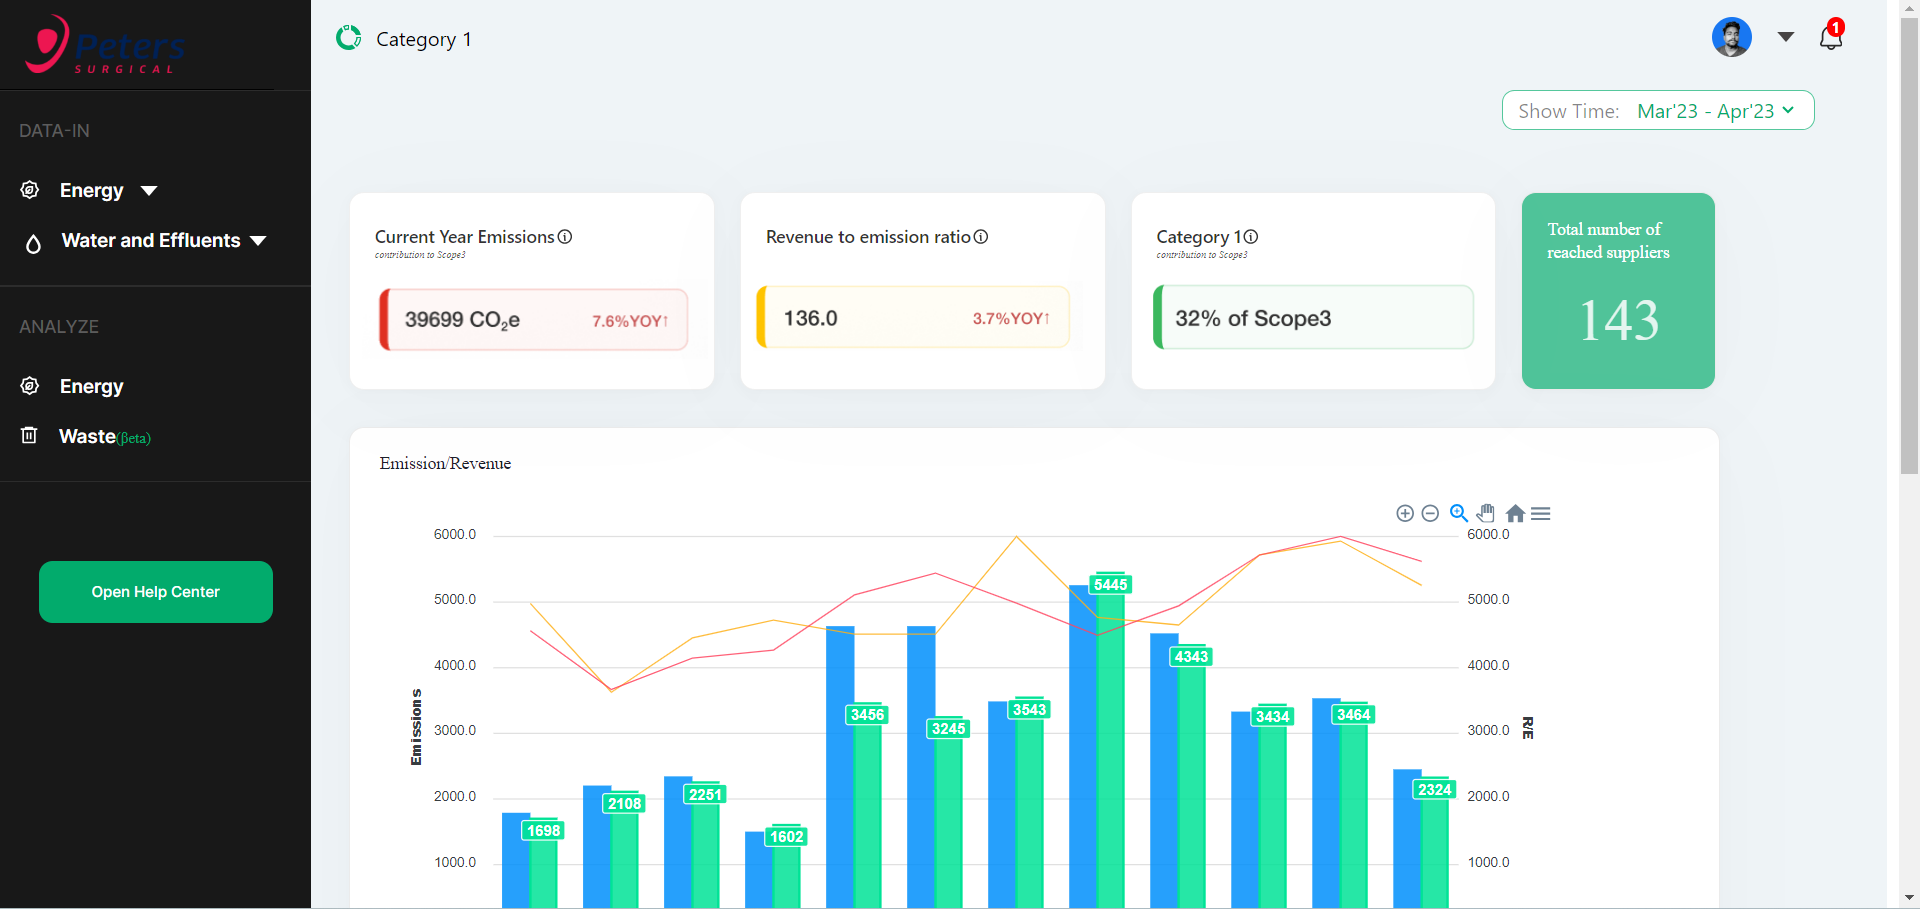 Peters
SURGICAL
DATA-IN
Energy
Water and Effluents
ANALYZE
Energy
Waste(βeta)
Open Help Center
Category 1
1
Show Time: Mar'23 - Apr'23
Current Year Emissions
contribution to Scope3
39699 CO₂e 7.6%YOY↑
Revenue to emission ratio
136.0 3.7%YOY↑
Category 1
contribution to Scope3
32% of Scope3
Total number of
reached suppliers
143
Emission/Revenue
6000.0
5000.0
4000.0
3000.0
2000.0
1000.0
Emissions
1698
2108
2251
1602
3456
3245
3543
5445
4343
3434
3464
2324
6000.0
5000.0
4000.0
3000.0
2000.0
1000.0
R/E